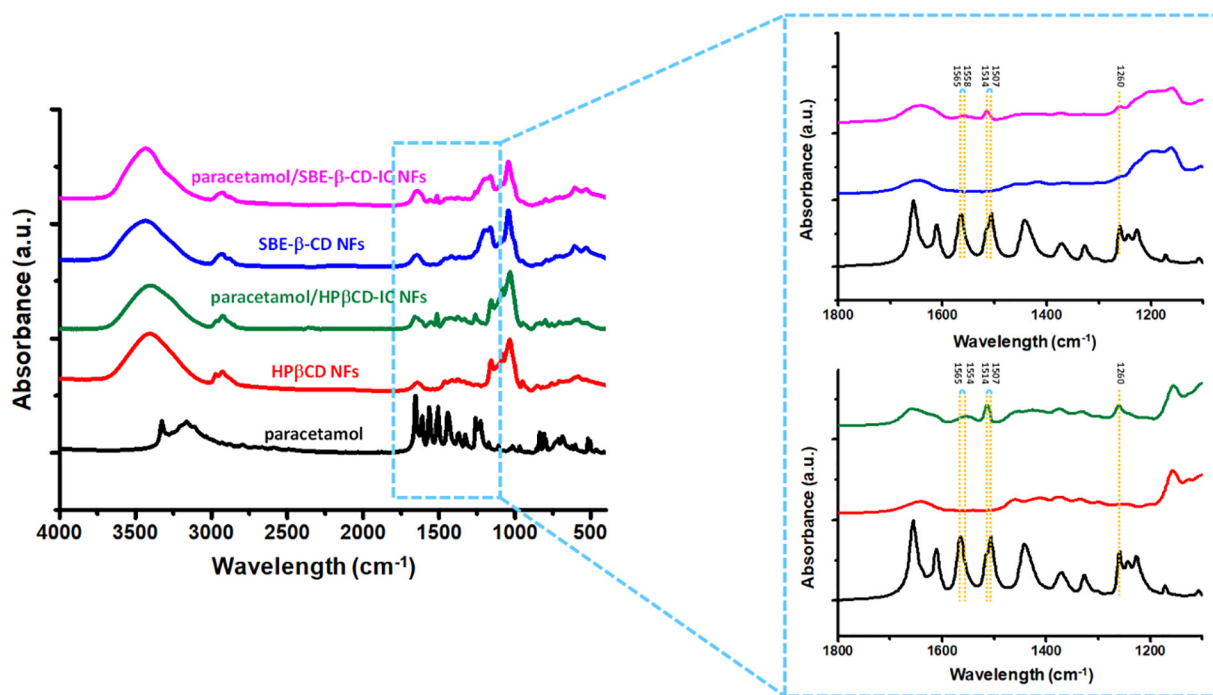 Absorbance (a.u.)
paracetamol/SBE-β-CD-IC NFs
SBE-β-CD NFs
paracetamol/HPβCD-IC NFs
HPβCD NFs
paracetamol
4000 3500 3000 2500 2000 1500 1000 500
Wavelength (cm⁻¹)
1565 1558 1514 1507 1260
Absorbance (a.u.)
1800 1600 1400 1200
Wavelength (cm⁻¹)
1565 1554 1514 1507 1260
Absorbance (a.u.)
1800 1600 1400 1200
Wavelength (cm⁻¹)